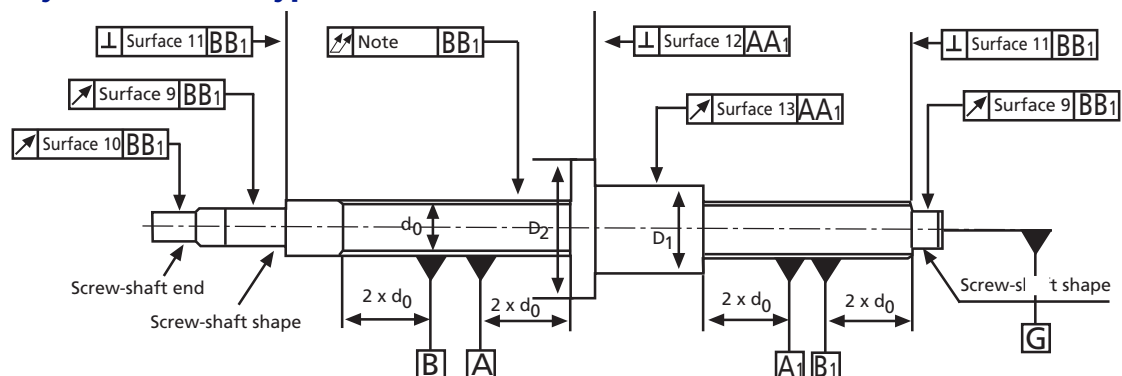 Surface 11 BB1
Note BB1
Surface 12 AA1
Surface 11 BB1
Surface 9 BB1
Surface 13 AA1
Surface 9 BB1
Surface 10 BB1
d0
D2
D1
Screw-shaft end
Screw-shaft shape
2 x d0
2 x d0
2 x d0
2 x d0
shape
B
A
A1
B1
G